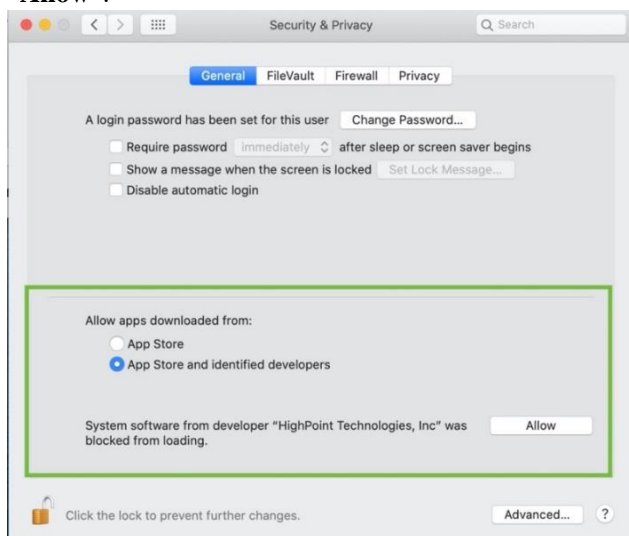 "Allow".
Security & Privacy
Search
General FileVault Firewall Privacy
A login password has been set for this user Change Password...
Require password immediately after sleep or screen saver begins
Show a message when the screen is locked Set Lock Message...
Disable automatic login
Allow apps downloaded from:
App Store
App Store and identified developers
System software from developer "HighPoint Technologies, Inc" was
blocked from loading.
Allow
Click the lock to prevent further changes.
Advanced... ?